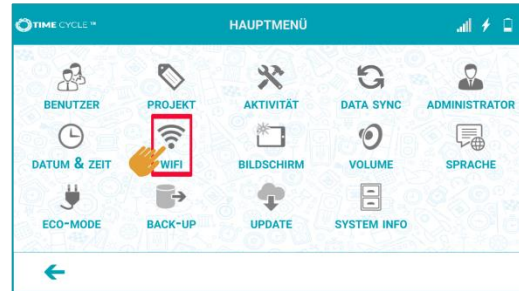 TIME CYCLE™
HAUPTMENÜ
BENUTZER PROJEKT AKTIVITÄT DATA SYNC ADMINISTRATOR
DATUM & ZEIT WIFI BILDSCHIRM VOLUME SPRACHE
ECO-MODE BACK-UP UPDATE SYSTEM INFO